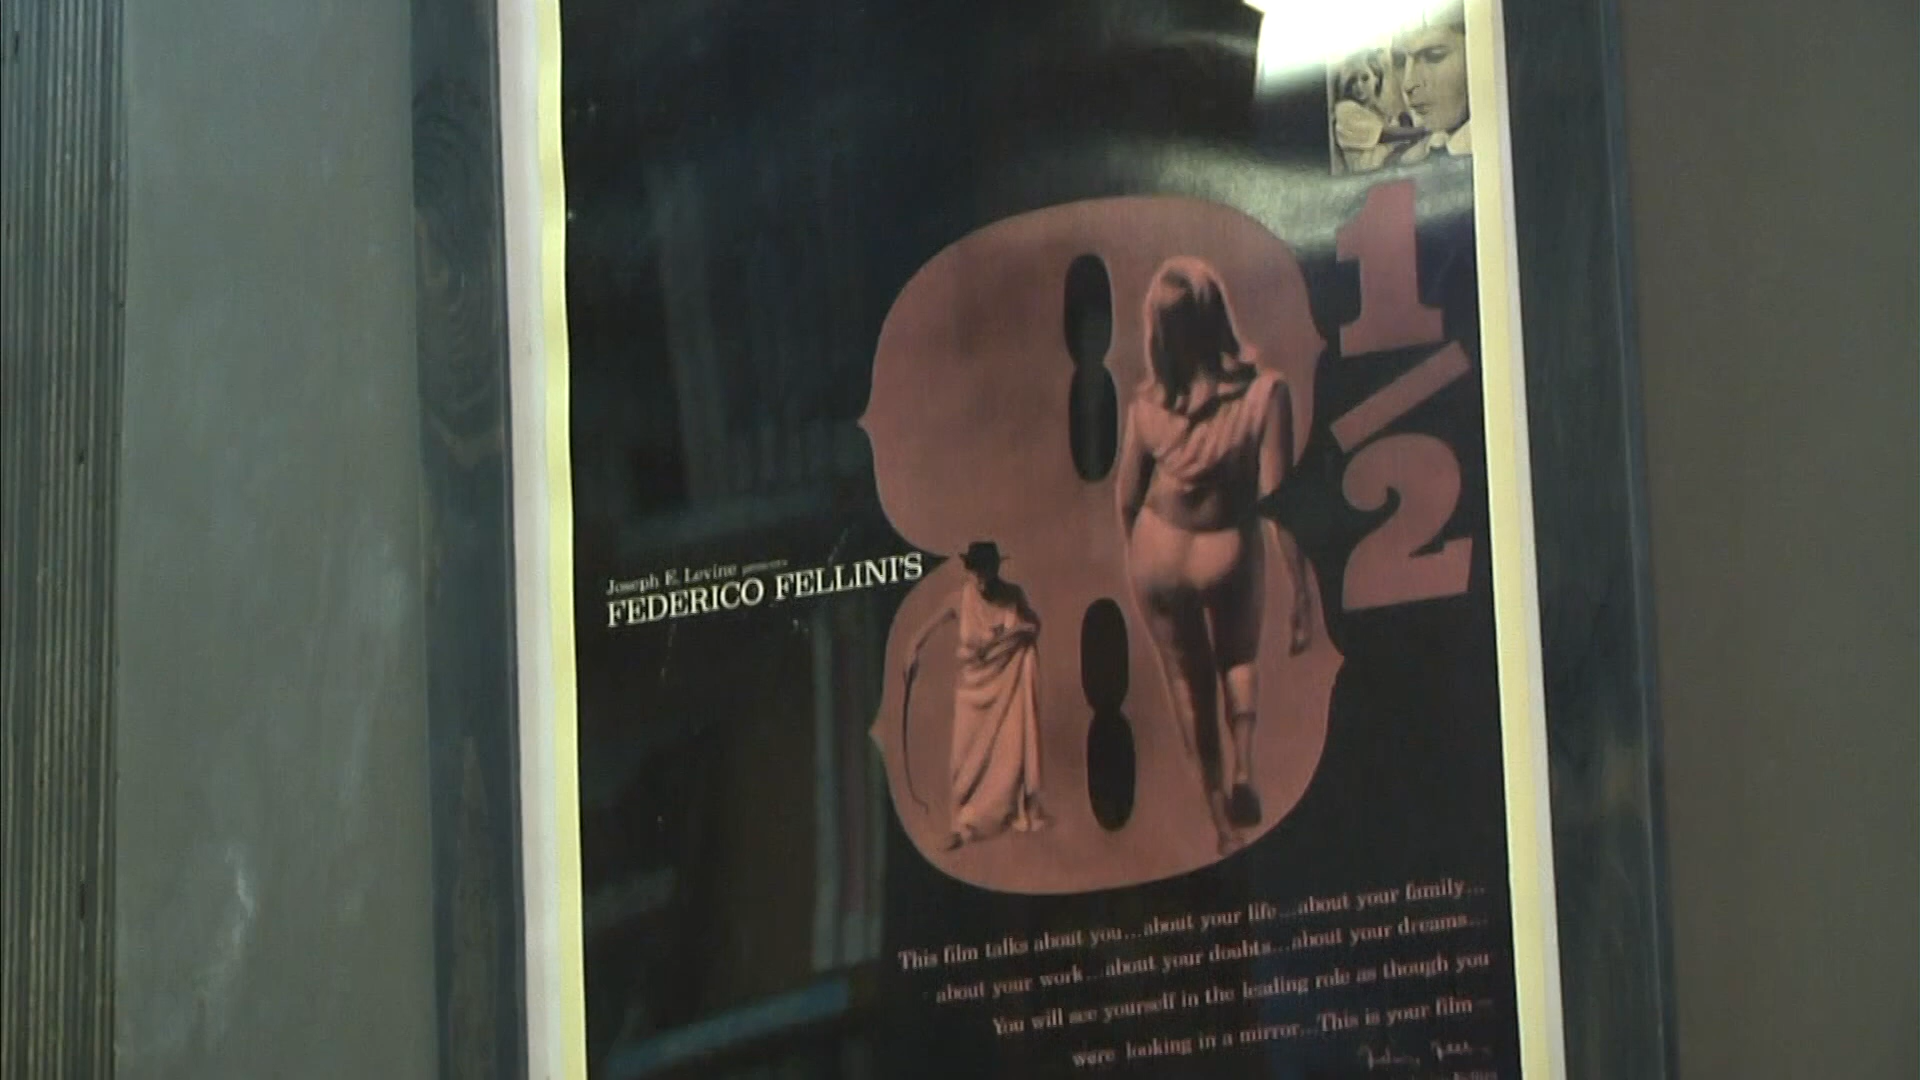 8 1/2
Joseph E. Levine presents
FEDERICO FELLINI'S
This film talks about you...about your life...about your family...
about your work...about your doubts...about your dreams...
You will see yourself in the leading role as though you
were looking in a mirror...This is your film—